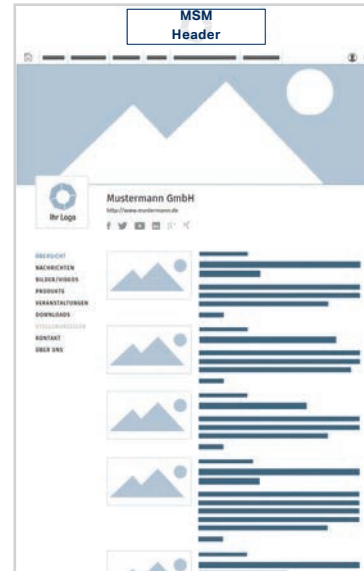 MSM
Header
Ihr Logo
Mustermann GmbH
http://www.mustermann.de
ÜBERSICHT
NACHRICHTEN
BILDER/VIDEOS
PRODUKTE
VERANSTALTUNGEN
DOWNLOADS
STELLENANZEIGEN
KONTAKT
ÜBER UNS